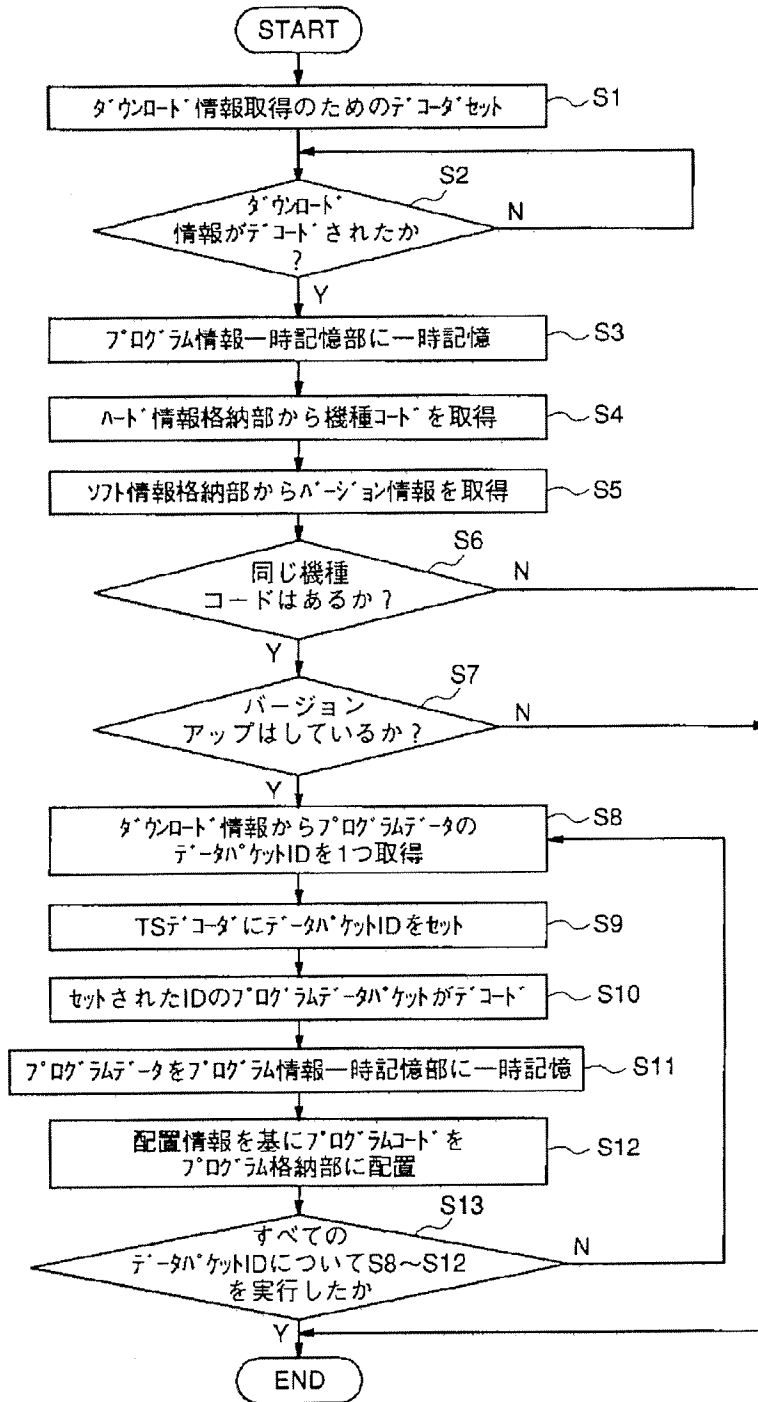 START
ダウンロード情報取得のためのデコーダセット
S1
S2
ダウンロード
情報がデコードされたか
?
N
Y
プログラム情報一時記憶部に一時記憶
S3
ハード情報格納部から機種コードを取得
S4
ソフト情報格納部からバージョン情報を取得
S5
S6
同じ機種
コードはあるか?
N
Y
S7
バージョン
アップはしているか?
N
Y
ダウンロード情報からプログラムデータの
データパケットIDを1つ取得
S8
TSデコーダにデータパケットIDをセット
S9
セットされたIDのプログラムデータパケットがデコード
S10
プログラムデータをプログラム情報一時記憶部に一時記憶
S11
配置情報を基にプログラムコードを
プログラム格納部に配置
S12
S13
すべての
データパケットIDについてS8〜S12
を実行したか
N
Y
END